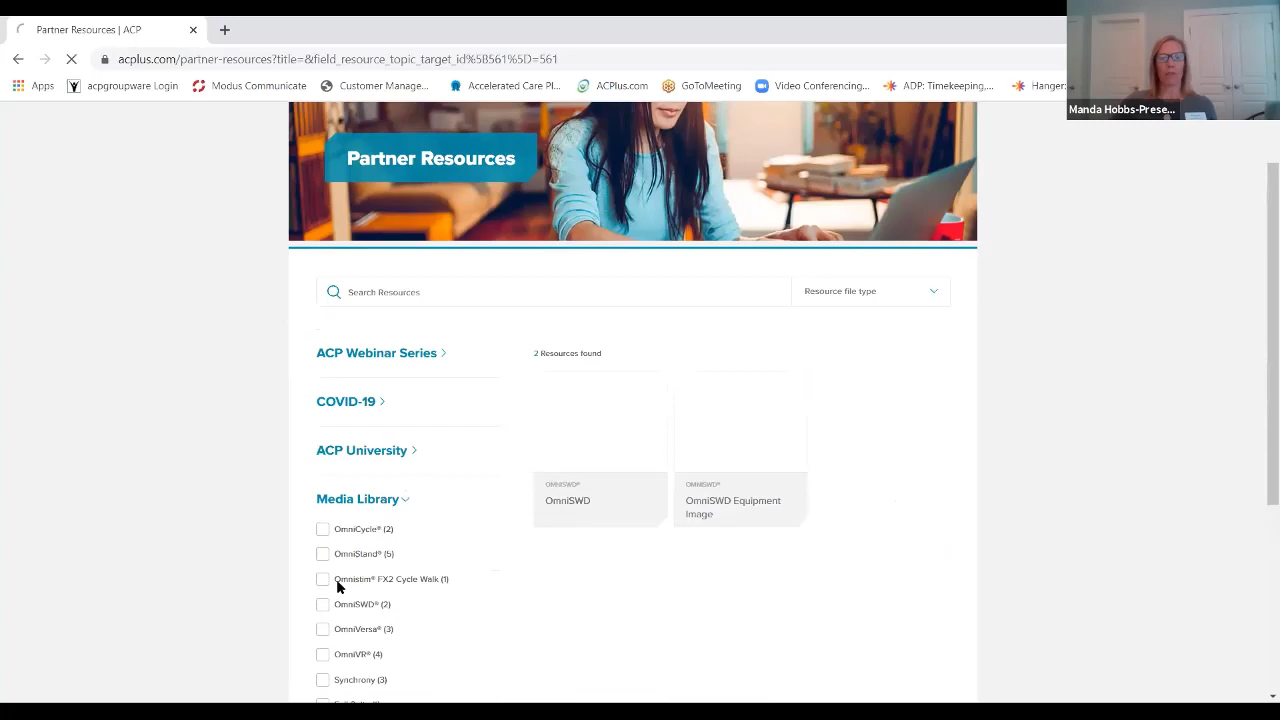 Partner Resources | ACP
acplus.com/partner-resources?title=&field_resource_topic_target_id%5B561%5D=561
Apps
acpgroupware Login
Modus Communicate
Customer Manage...
Accelerated Care Pl...
ACPlus.com
GoToMeeting
Video Conferencing...
ADP: Timekeeping,...
Hanger:
Manda Hobbs-Prese...
Partner Resources
Search Resources
Resource file type
ACP Webinar Series
2 Resources found
COVID-19
ACP University
OMNISWD®
OmniSWD
OMNISWD®
OmniSWD Equipment
Image
Media Library
OmniCycle® (2)
OmniStand® (5)
Omnistim® FX2 Cycle Walk (1)
OmniSWD® (2)
OmniVersa® (3)
OmniVR® (4)
Synchrony (3)